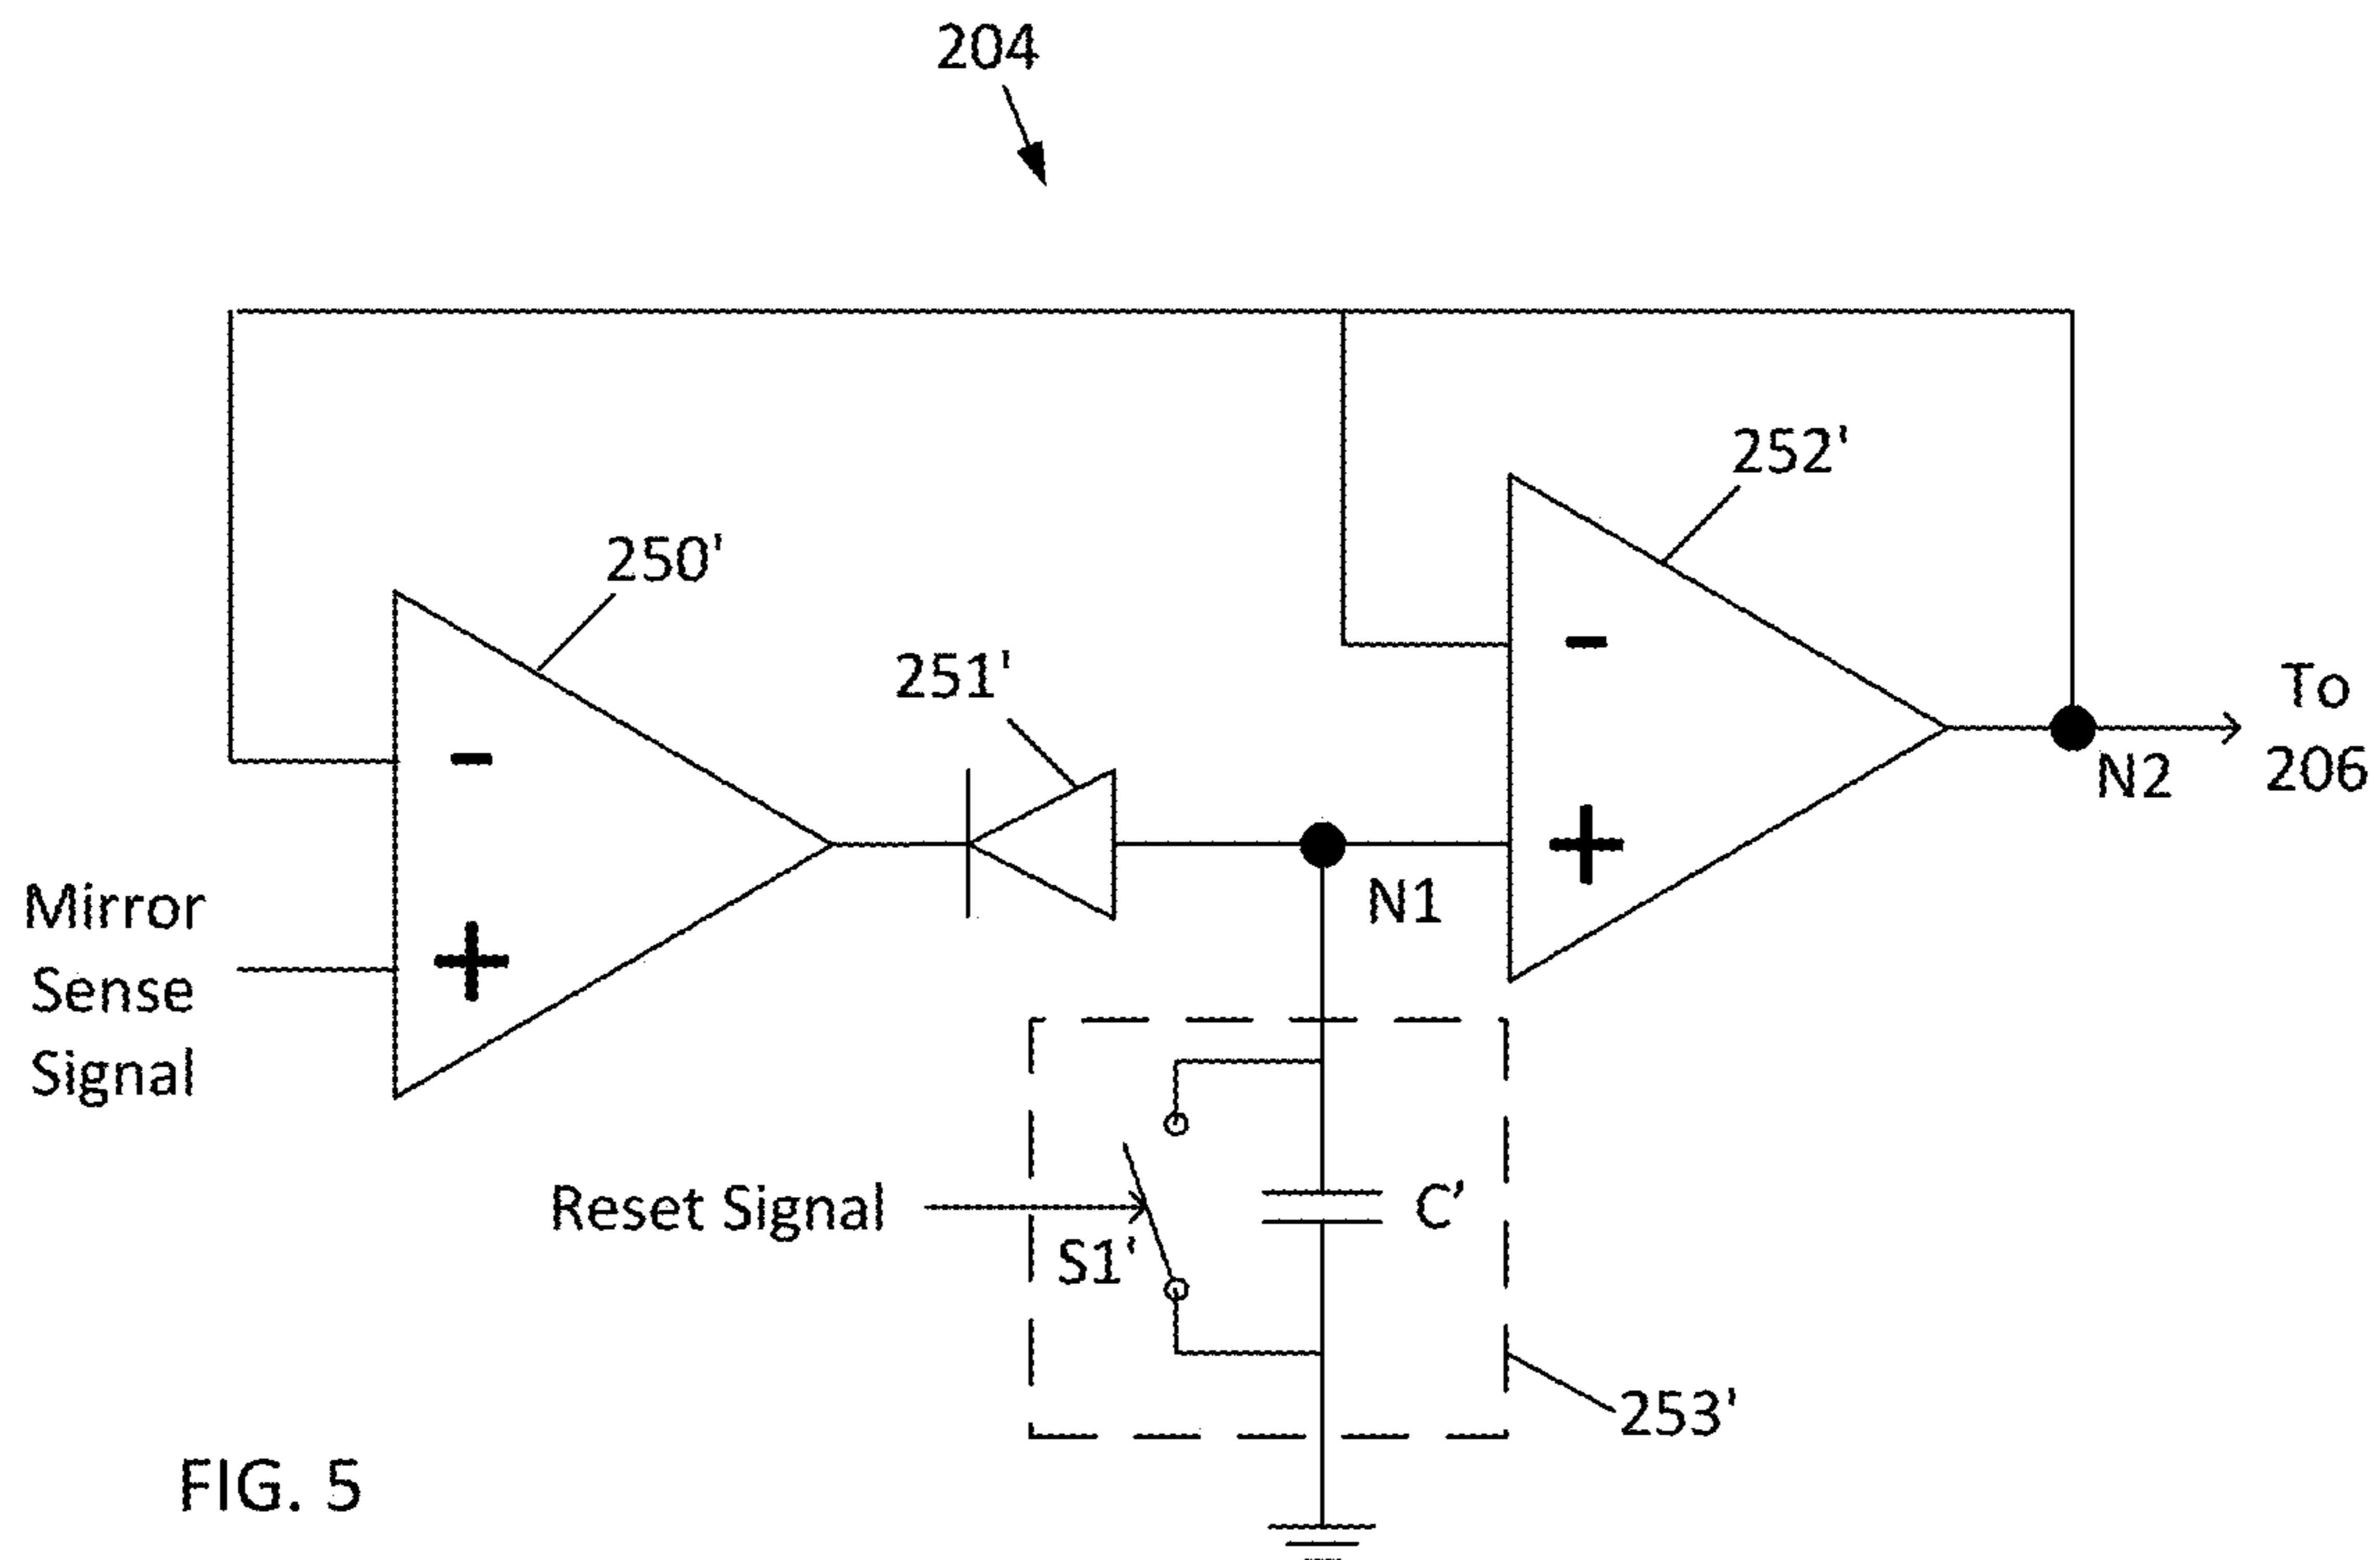 204
252'
250'
251'
-
-
To
206
N2
+
+
N1
Mirror
Sense
Signal
Reset Signal
S1'
C'
253'
FIG. 5